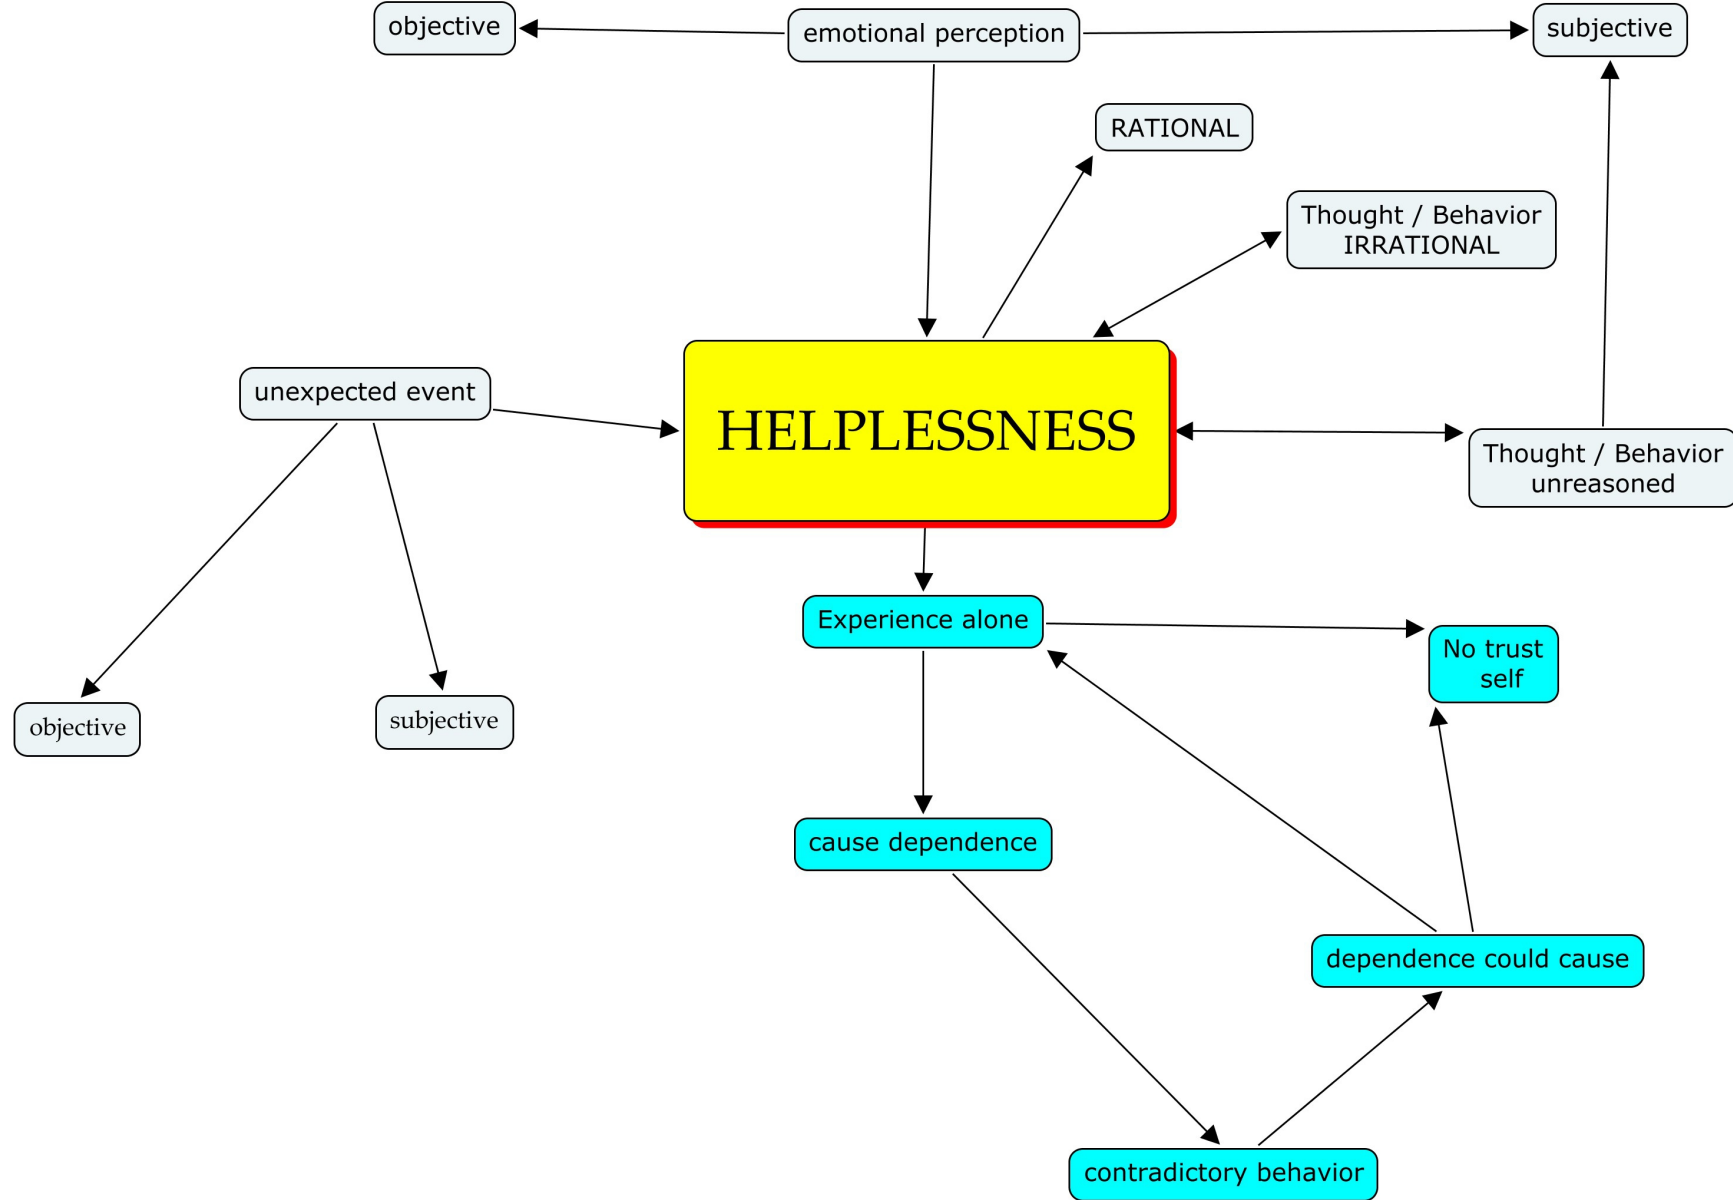 objective
emotional perception
subjective
RATIONAL
Thought / Behavior
IRRATIONAL
unexpected event
HELPLESSNESS
Thought / Behavior
unreasoned
Experience alone
No trust
self
objective
subjective
cause dependence
dependence could cause
contradictory behavior